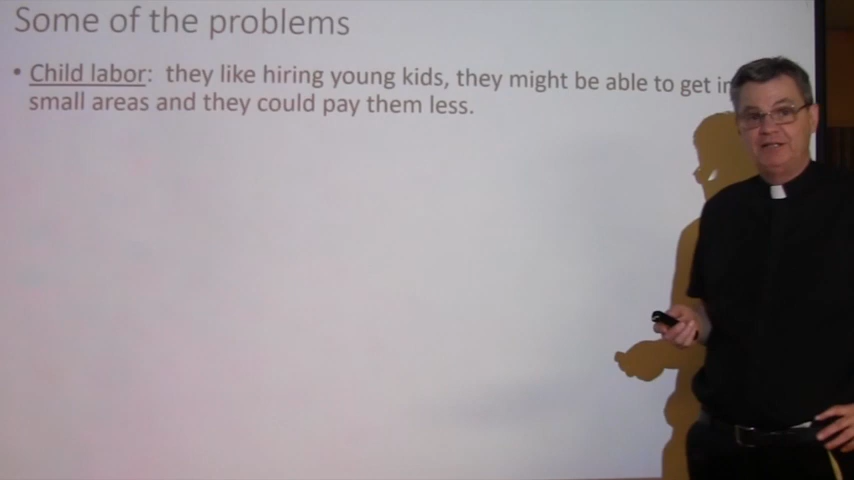 Some of the problems
• Child labor: they like hiring young kids, they might be able to get in
small areas and they could pay them less.